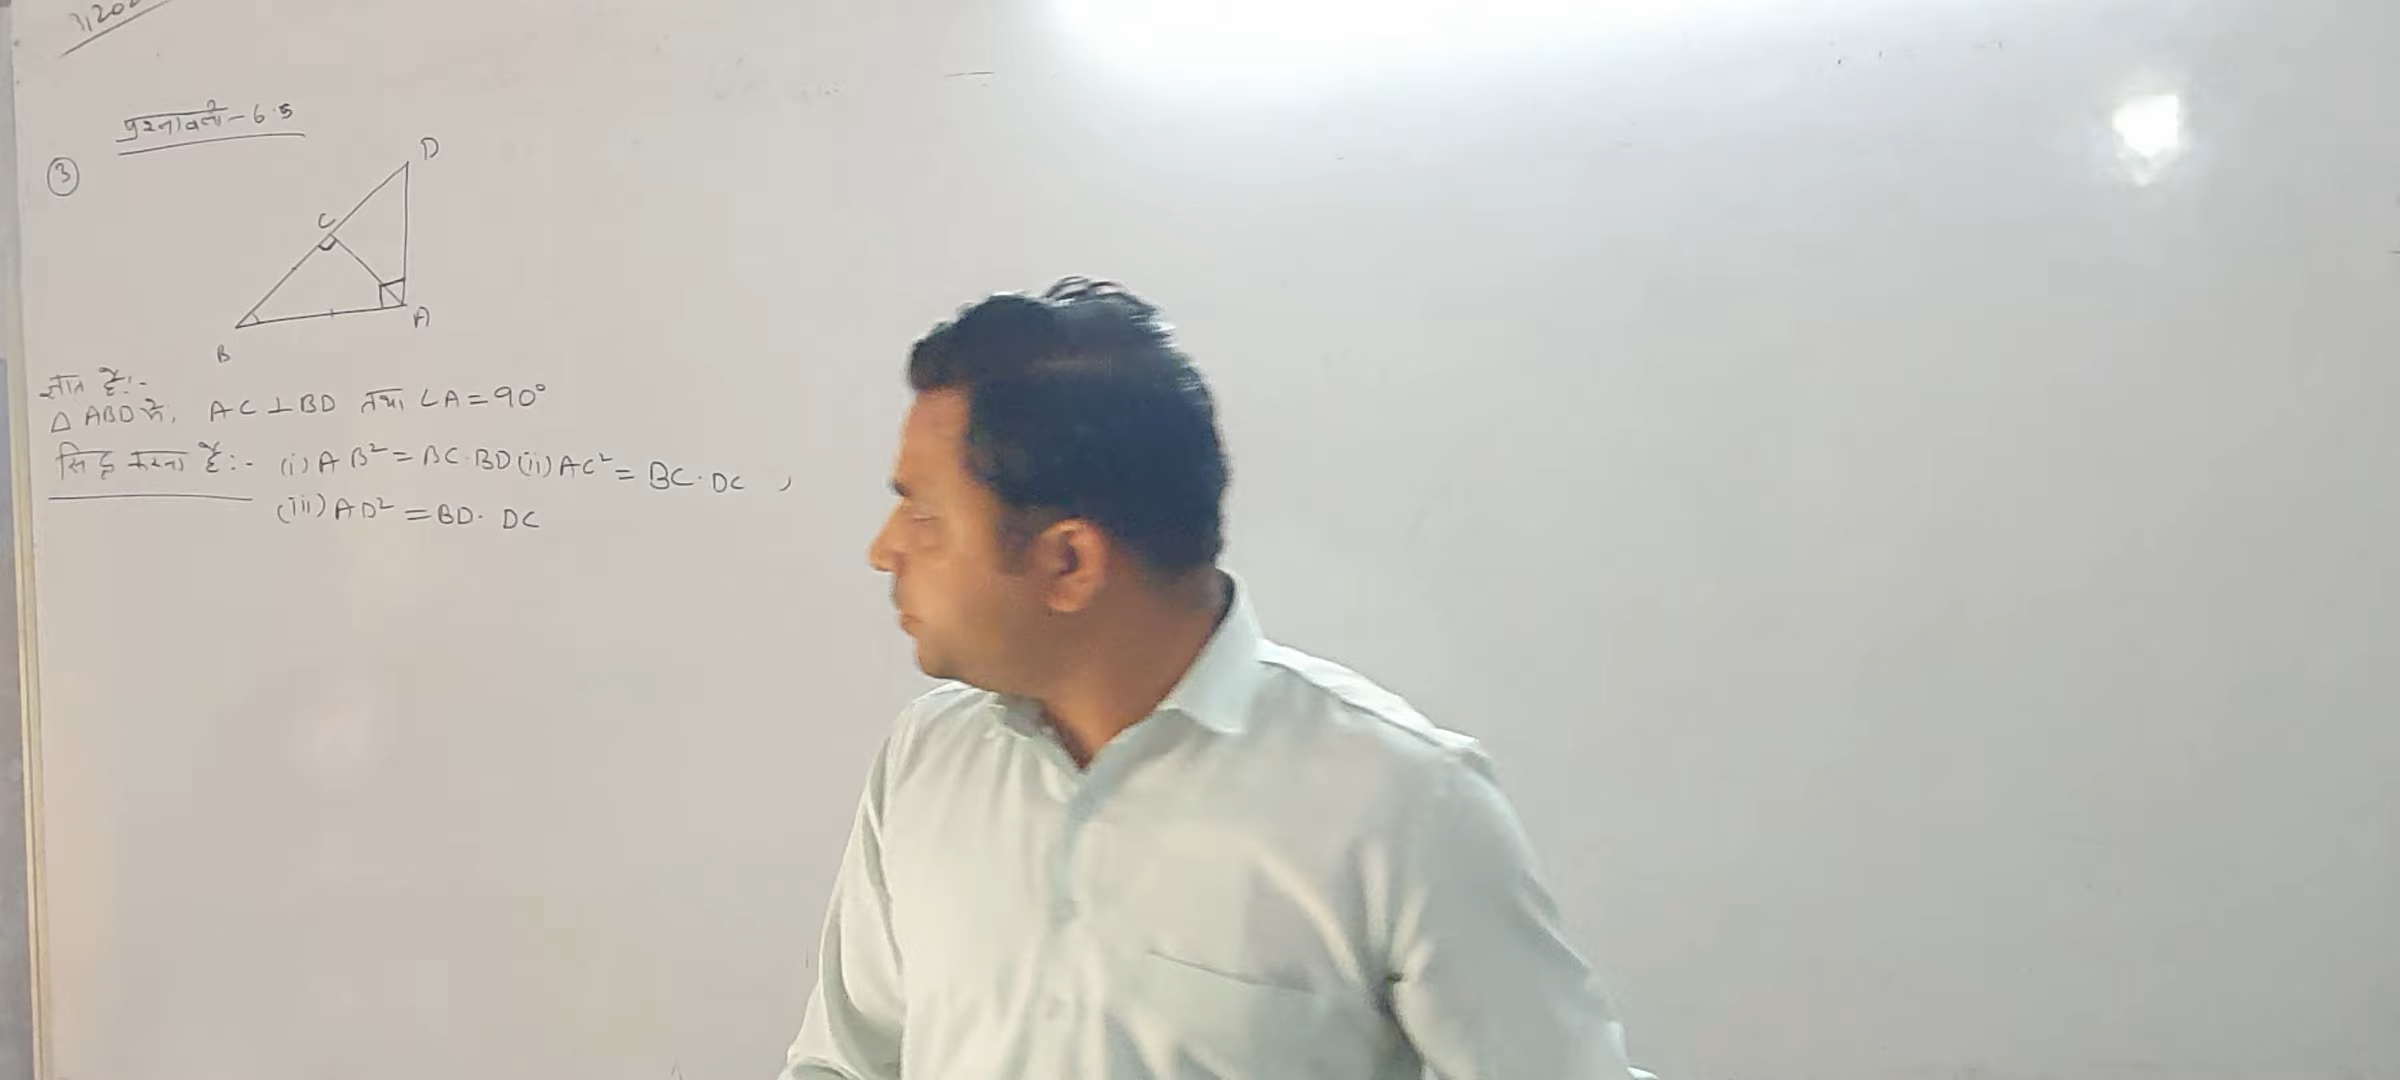 प्रश्नावली - 6.5
3
D
C
A
B
ज्ञात है:-
△ ABD में, AC ⊥ BD तथा ∠A = 90°
सिद्ध करना है:- (i) AB² = BC·BD (ii) AC² = BC·DC ,
(iii) AD² = BD· DC